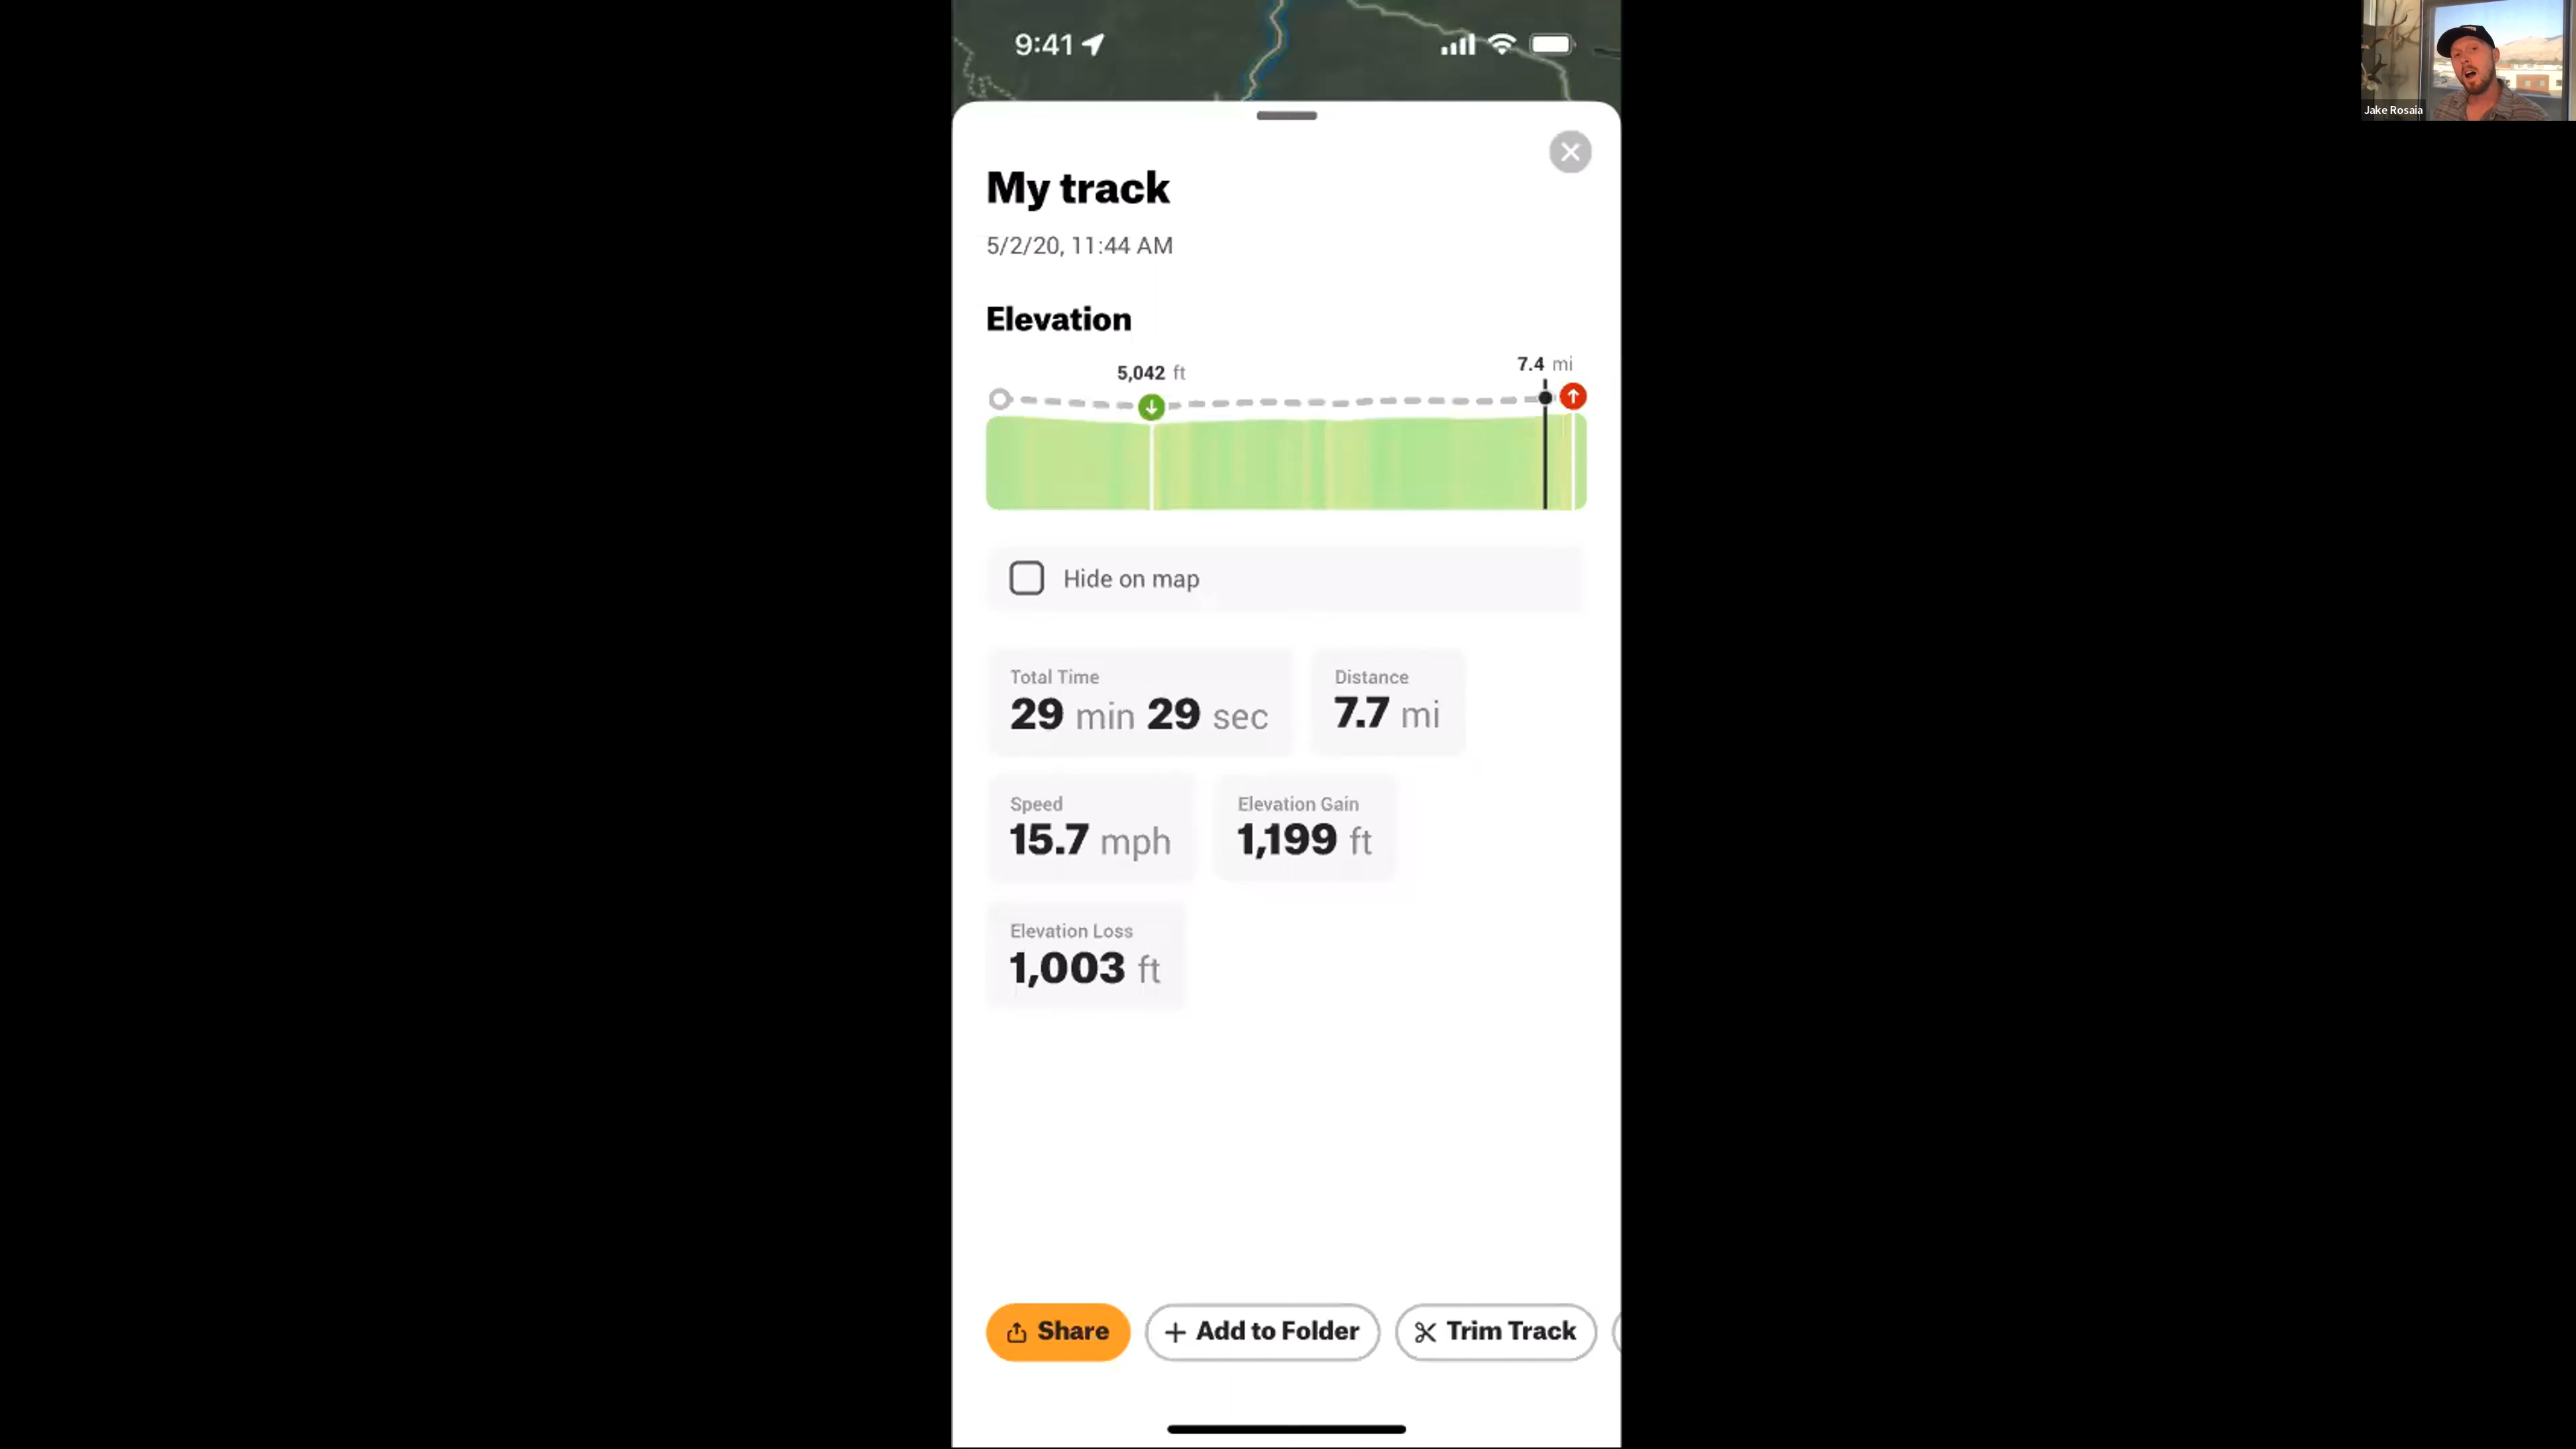 9:41
Jake Rosaia
My track
5/2/20, 11:44 AM
Elevation
5,042 ft
7.4 mi
Hide on map
Total Time
29 min 29 sec
Distance
7.7 mi
Speed
15.7 mph
Elevation Gain
1,199 ft
Elevation Loss
1,003 ft
Share
Add to Folder
Trim Track